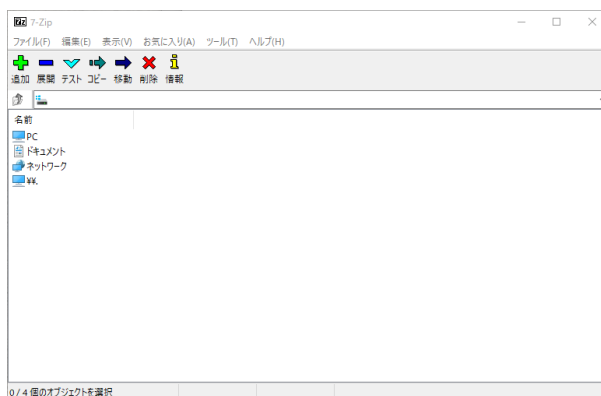 7z 7-Zip
ファイル(F) 編集(E) 表示(V) お気に入り(A) ツール(T) ヘルプ(H)
追加 展開 テスト コピー 移動 削除 情報
名前
PC
ドキュメント
ネットワーク
¥¥.
0 / 4 個のオブジェクトを選択